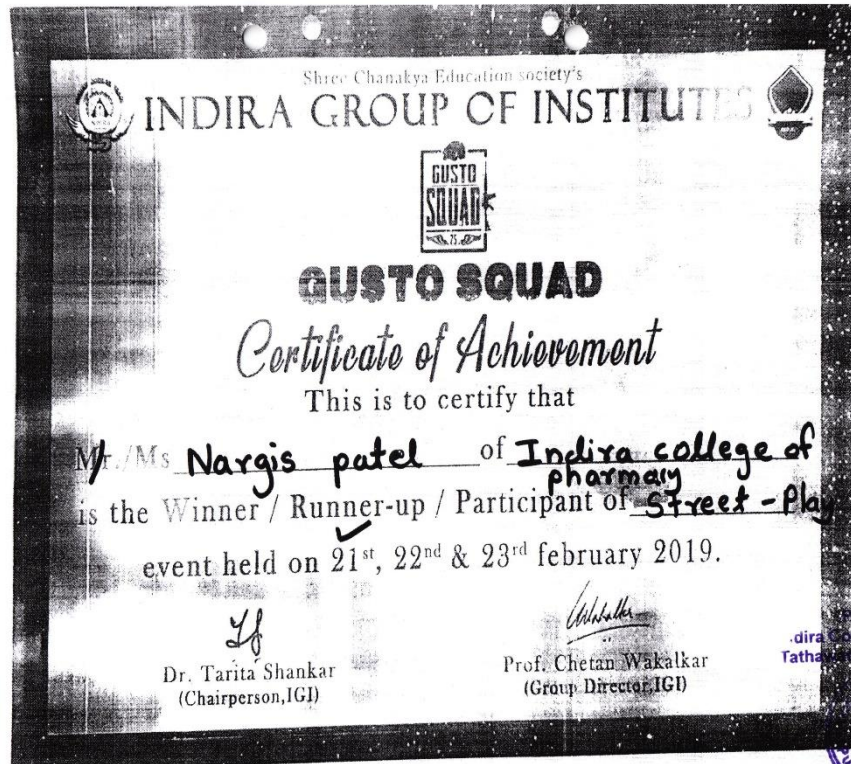 Shree Chanakya Education society's
INDIRA GROUP OF INSTITUTES
25
GUSTO
SQUAD
25
GUSTO SQUAD
Certificate of Achievement
This is to certify that
Mr./Ms Nargis patel of Indira college of
pharmacy
is the Winner / Runner-up / Participant of Street-Play
event held on 21st, 22nd & 23rd february 2019.
Dr. Tarita Shankar
(Chairperson,IGI)
Prof. Chetan Wakalkar
(Group Director,IGI)